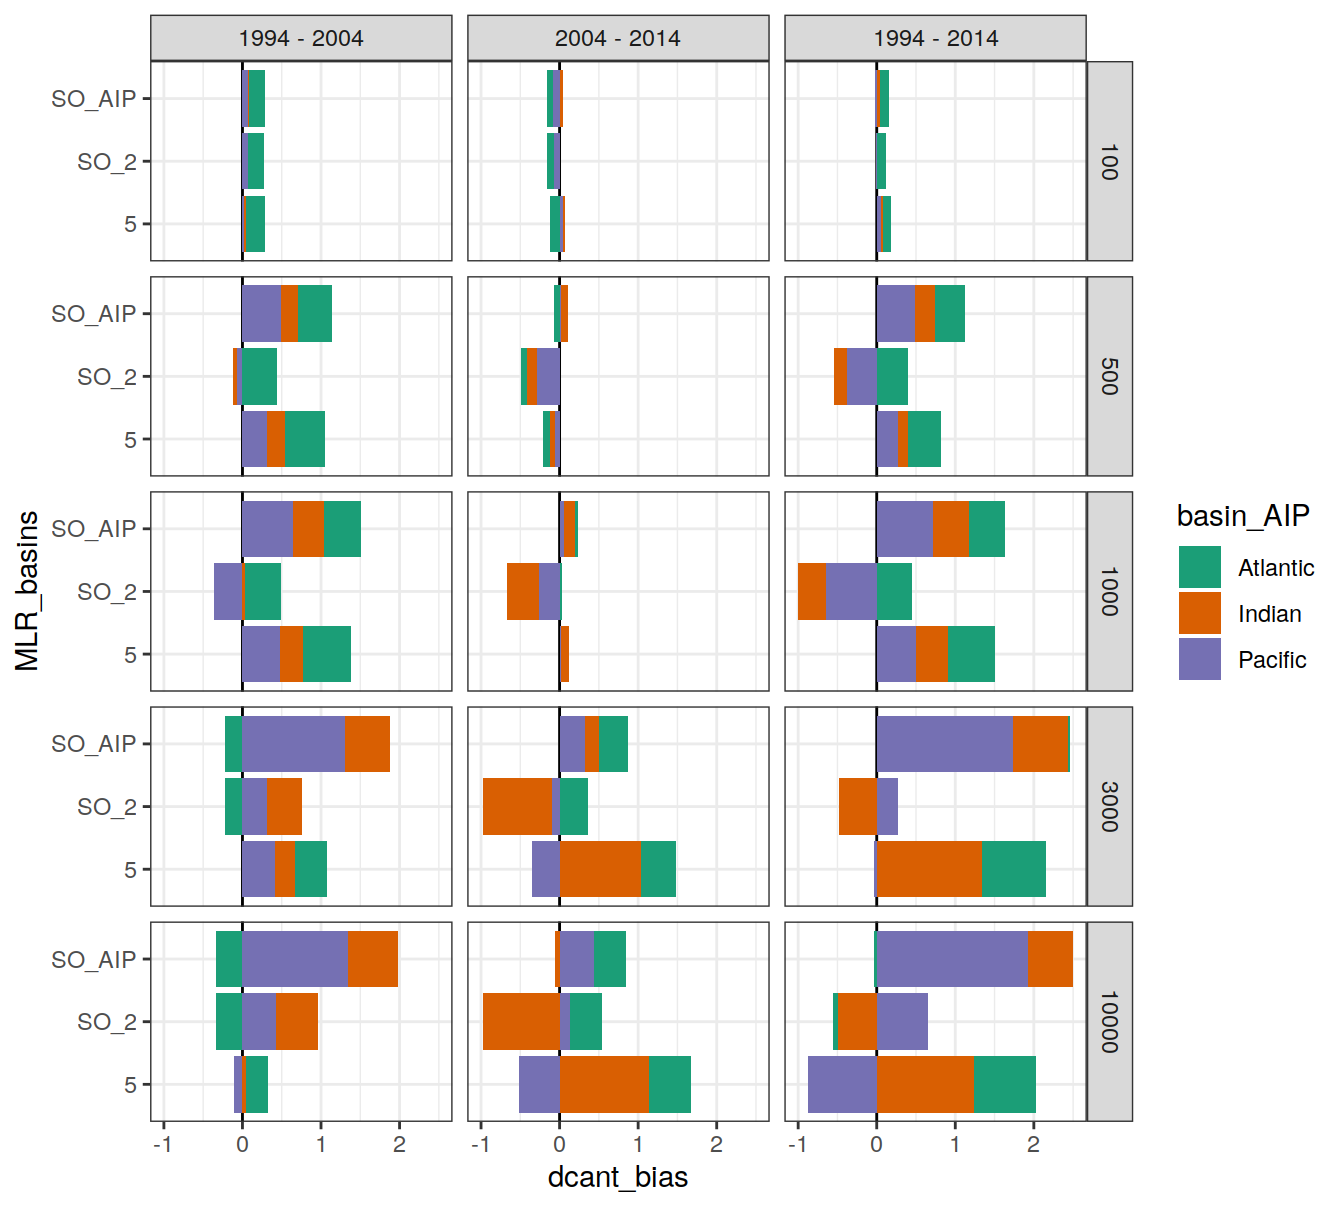 1994 - 2004
2004 - 2014
1994 - 2014
SO_AIP
SO_2
5
100
SO_AIP
SO_2
5
500
SO_AIP
SO_2
5
1000
SO_AIP
SO_2
5
3000
SO_AIP
SO_2
5
10000
-1 0 1 2
-1 0 1 2
-1 0 1 2
dcant_bias
MLR_basins
basin_AIP
Atlantic
Indian
Pacific